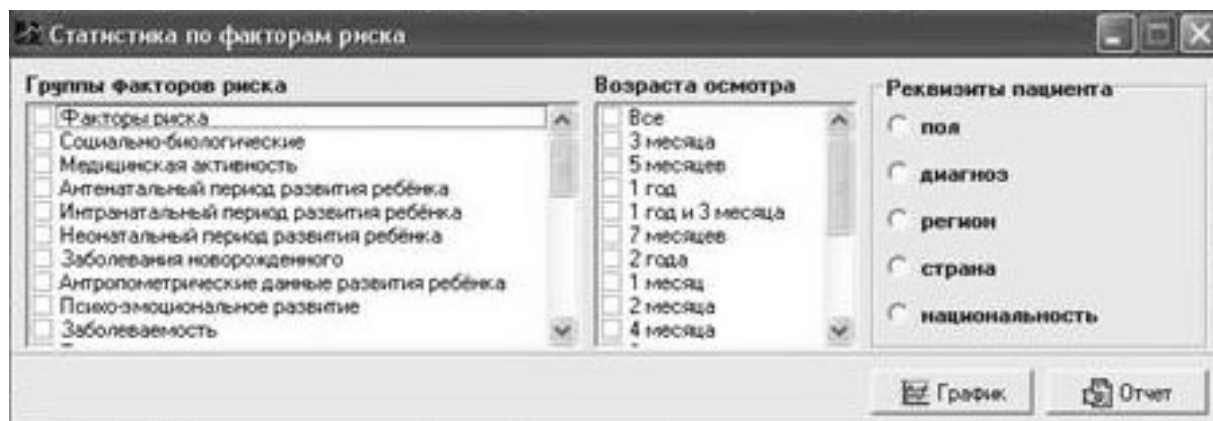 Статистика по факторам риска
Группы факторов риска
Факторы риска
Социально-биологические
Медицинская активность
Антенатальный период развития ребёнка
Интранатальный период развития ребёнка
Неонатальный период развития ребёнка
Заболевания новорожденного
Антропометрические данные развития ребёнка
Психо-эмоциональное развитие
Заболеваемость
Возраста осмотра
Все
3 месяца
5 месяцев
1 год
1 год и 3 месяца
7 месяцев
2 года
1 месяц
2 месяца
4 месяца
Реквизиты пациента
пол
диагноз
регион
страна
национальность
График
Отчет